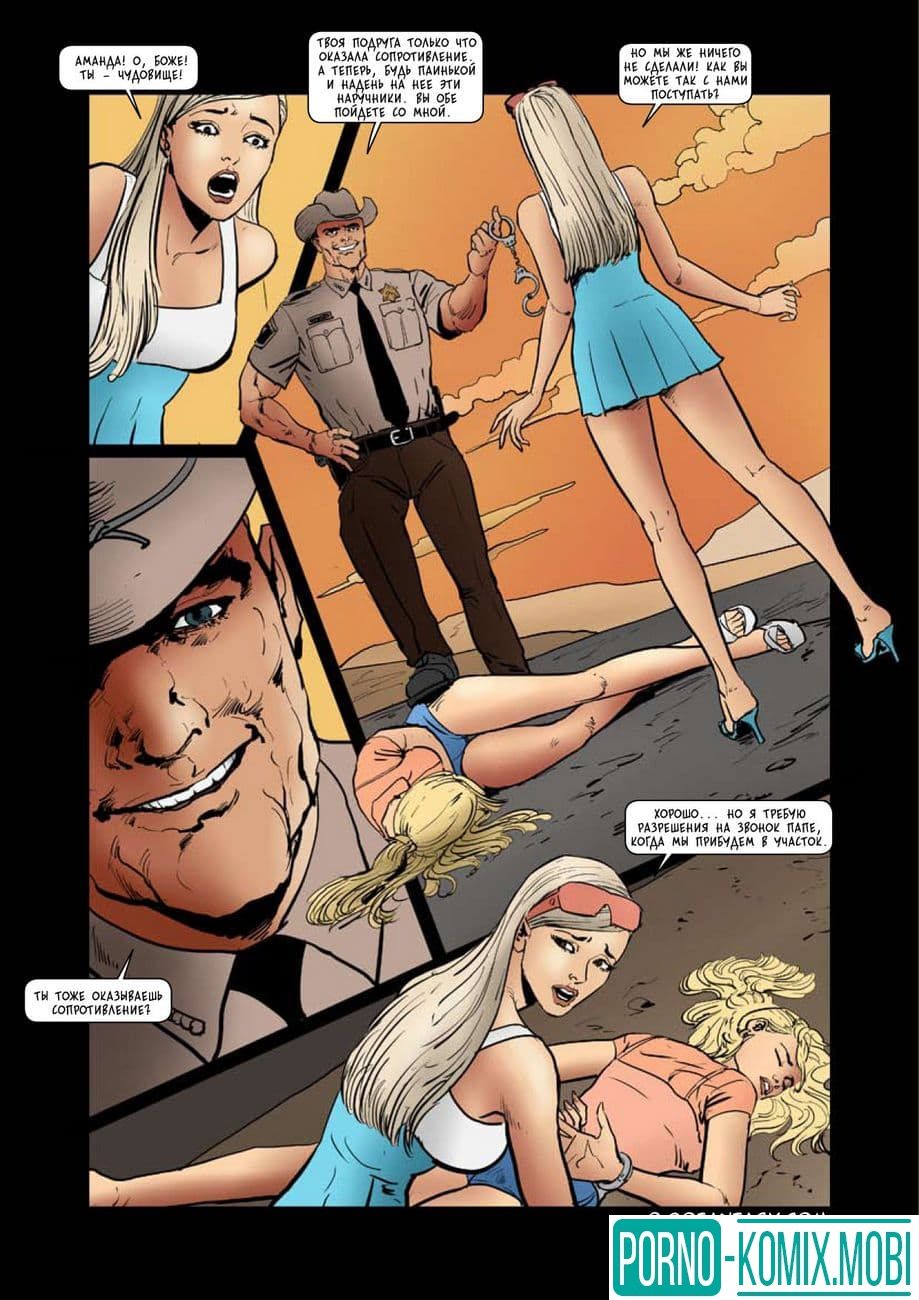 АМАНДА! О, БОЖЕ!
ТЫ - ЧУДОВИЩЕ!
ТВОЯ ПОДРУГА ТОЛЬКО ЧТО
ОКАЗАЛА СОПРОТИВЛЕНИЕ.
А ТЕПЕРЬ, БУДЬ ПАИНЬКОЙ
И НАДЕНЬ НА НЕЕ ЭТИ
НАРУЧНИКИ. ВЫ ОБЕ
ПОЙДЕТЕ СО МНОЙ.
НО МЫ ЖЕ НИЧЕГО
НЕ СДЕЛАЛИ! КАК ВЫ
МОЖЕТЕ ТАК С НАМИ
ПОСТУПАТЬ?
ТЫ ТОЖЕ ОКАЗЫВАЕШЬ
СОПРОТИВЛЕНИЕ?
ХОРОШО... НО Я ТРЕБУЮ
РАЗРЕШЕНИЯ НА ЗВОНОК ПАПЕ,
КОГДА МЫ ПРИБУДЕМ В УЧАСТОК.
PORNO-KOMIX.MOBI